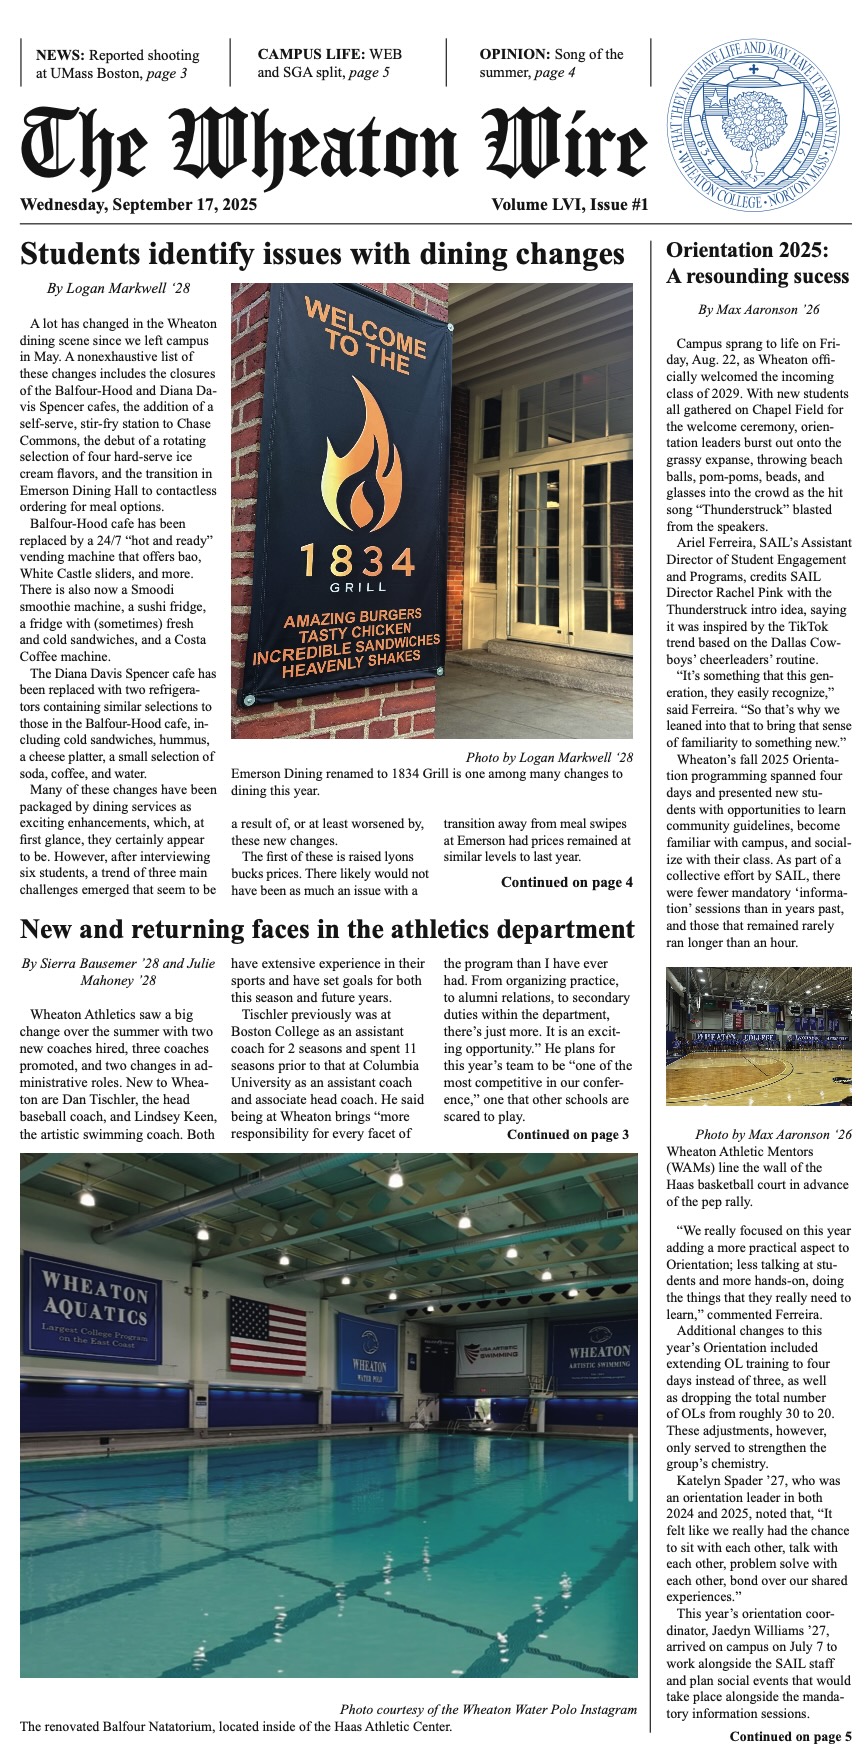 NEWS: Reported shooting
at UMass Boston, page 3
CAMPUS LIFE: WEB
and SGA split, page 5
OPINION: Song of the
summer, page 4
THAT THEY MAY HAVE LIFE AND MAY HAVE IT ABUNDANTLY
1834
1912
WHEATON COLLEGE • NORTON MASS.
The Wheaton Wire
Wednesday, September 17, 2025
Volume LVI, Issue #1
Students identify issues with dining changes
By Logan Markwell ‘28
A lot has changed in the Wheaton
dining scene since we left campus
in May. A nonexhaustive list of
these changes includes the closures
of the Balfour-Hood and Diana Da-
vis Spencer cafes, the addition of a
self-serve, stir-fry station to Chase
Commons, the debut of a rotating
selection of four hard-serve ice
cream flavors, and the transition in
Emerson Dining Hall to contactless
ordering for meal options.
Balfour-Hood cafe has been
replaced by a 24/7 “hot and ready”
vending machine that offers bao,
White Castle sliders, and more.
There is also now a Smoodi
smoothie machine, a sushi fridge,
a fridge with (sometimes) fresh
and cold sandwiches, and a Costa
Coffee machine.
The Diana Davis Spencer cafe has
been replaced with two refrigera-
tors containing similar selections to
those in the Balfour-Hood cafe, in-
cluding cold sandwiches, hummus,
a cheese platter, a small selection of
soda, coffee, and water.
Many of these changes have been
packaged by dining services as
exciting enhancements, which, at
first glance, they certainly appear
to be. However, after interviewing
six students, a trend of three main
challenges emerged that seem to be
WELCOME
TO THE
1834
GRILL
AMAZING BURGERS
TASTY CHICKEN
INCREDIBLE SANDWICHES
HEAVENLY SHAKES
Photo by Logan Markwell ‘28
Emerson Dining renamed to 1834 Grill is one among many changes to
dining this year.
a result of, or at least worsened by,
these new changes.
The first of these is raised lyons
bucks prices. There likely would not
have been as much an issue with a
transition away from meal swipes
at Emerson had prices remained at
similar levels to last year.
Continued on page 4
New and returning faces in the athletics department
By Sierra Bausemer ’28 and Julie
Mahoney ’28
Wheaton Athletics saw a big
change over the summer with two
new coaches hired, three coaches
promoted, and two changes in ad-
ministrative roles. New to Whea-
ton are Dan Tischler, the head
baseball coach, and Lindsey Keen,
the artistic swimming coach. Both
have extensive experience in their
sports and have set goals for both
this season and future years.
Tischler previously was at
Boston College as an assistant
coach for 2 seasons and spent 11
seasons prior to that at Columbia
University as an assistant coach
and associate head coach. He said
being at Wheaton brings “more
responsibility for every facet of
the program than I have ever
had. From organizing practice,
to alumni relations, to secondary
duties within the department,
there’s just more. It is an excit-
ing opportunity.” He plans for
this year’s team to be “one of the
most competitive in our confer-
ence,” one that other schools are
scared to play.
Continued on page 3
WHEATON
AQUATICS
Largest College Program
on the East Coast
WHEATON
WATER POLO
USA ARTISTIC
SWIMMING
WHEATON
ARTISTIC SWIMMING
Photo courtesy of the Wheaton Water Polo Instagram
The renovated Balfour Natatorium, located inside of the Haas Athletic Center.
Orientation 2025:
A resounding sucess
By Max Aaronson ’26
Campus sprang to life on Fri-
day, Aug. 22, as Wheaton offi-
cially welcomed the incoming
class of 2029. With new students
all gathered on Chapel Field for
the welcome ceremony, orien-
tation leaders burst out onto the
grassy expanse, throwing beach
balls, pom-poms, beads, and
glasses into the crowd as the hit
song “Thunderstruck” blasted
from the speakers.
Ariel Ferreira, SAIL’s Assistant
Director of Student Engagement
and Programs, credits SAIL
Director Rachel Pink with the
Thunderstruck intro idea, saying
it was inspired by the TikTok
trend based on the Dallas Cow-
boys’ cheerleaders’ routine.
“It’s something that this gen-
eration, they easily recognize,”
said Ferreira. “So that’s why we
leaned into that to bring that sense
of familiarity to something new.”
Wheaton’s fall 2025 Orienta-
tion programming spanned four
days and presented new stu-
dents with opportunities to learn
community guidelines, become
familiar with campus, and social-
ize with their class. As part of a
collective effort by SAIL, there
were fewer mandatory ‘informa-
tion’ sessions than in years past,
and those that remained rarely
ran longer than an hour.
WHEATON COLLEGE
Photo by Max Aaronson ‘26
Wheaton Athletic Mentors
(WAMs) line the wall of the
Haas basketball court in advance
of the pep rally.
“We really focused on this year
adding a more practical aspect to
Orientation; less talking at stu-
dents and more hands-on, doing
the things that they really need to
learn,” commented Ferreira.
Additional changes to this
year’s Orientation included
extending OL training to four
days instead of three, as well
as dropping the total number
of OLs from roughly 30 to 20.
These adjustments, however,
only served to strengthen the
group’s chemistry.
Katelyn Spader ’27, who was
an orientation leader in both
2024 and 2025, noted that, “It
felt like we really had the chance
to sit with each other, talk with
each other, problem solve with
each other, bond over our shared
experiences.”
This year’s orientation coor-
dinator, Jaedyn Williams ’27,
arrived on campus on July 7 to
work alongside the SAIL staff
and plan social events that would
take place alongside the manda-
tory information sessions.
Continued on page 5